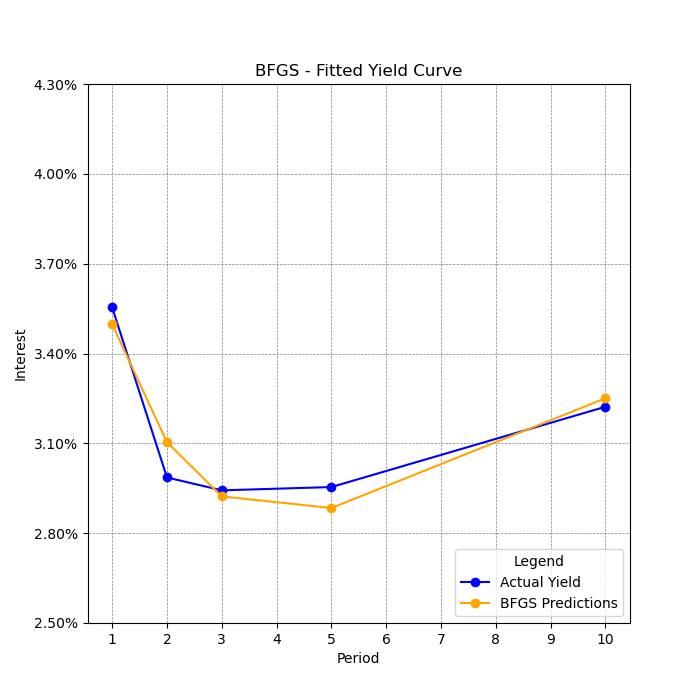 BFGS - Fitted Yield Curve
4.30%
4.00%
3.70%
3.40%
3.10%
2.80%
2.50%
Interest
Legend
Actual Yield
BFGS Predictions
1 2 3 4 5 6 7 8 9 10
Period